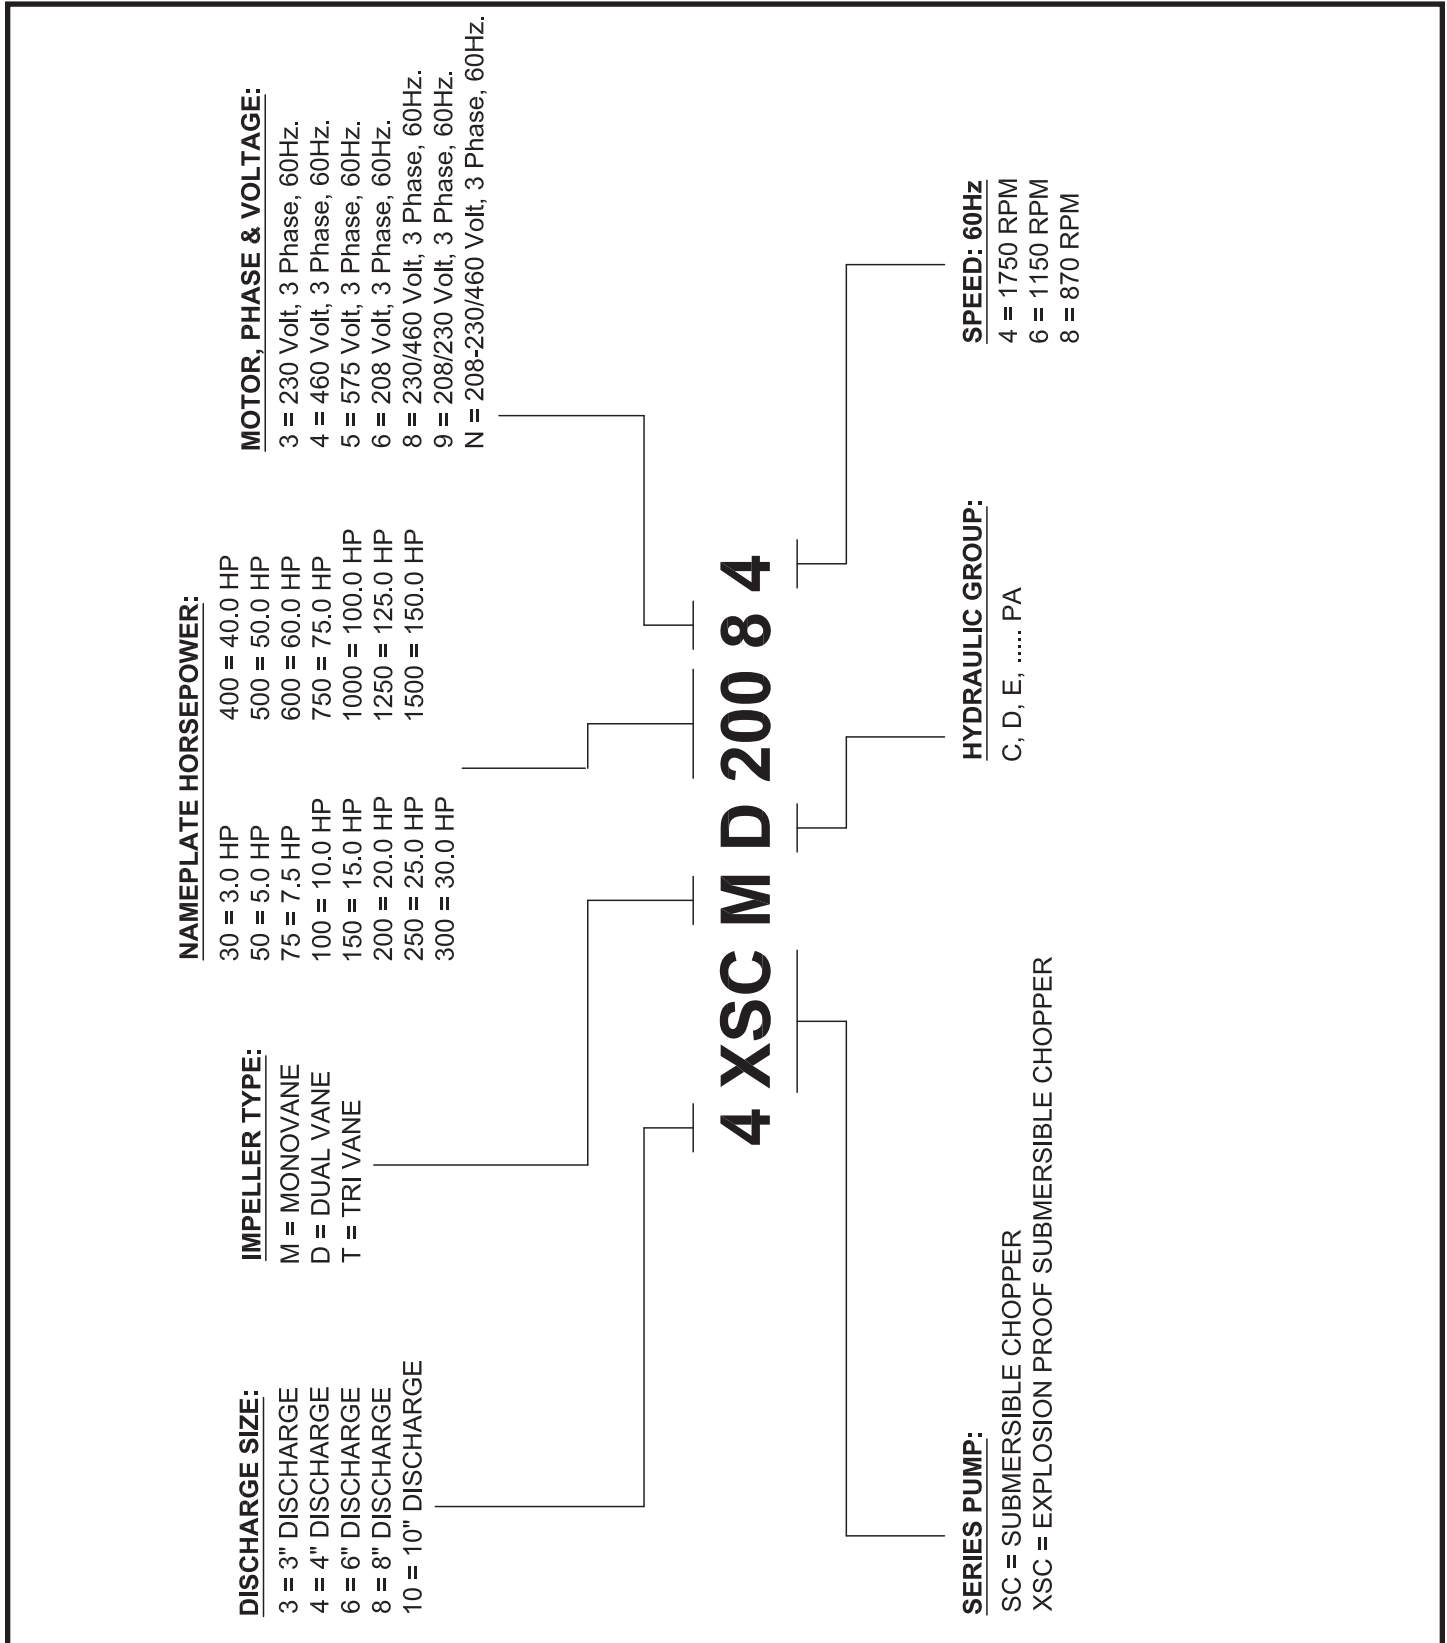 DISCHARGE SIZE:
3 = 3" DISCHARGE
4 = 4" DISCHARGE
6 = 6" DISCHARGE
8 = 8" DISCHARGE
10 = 10" DISCHARGE
IMPELLER TYPE:
M = MONOVANE
D = DUAL VANE
T = TRI VANE
NAMEPLATE HORSEPOWER:
30 = 3.0 HP
50 = 5.0 HP
75 = 7.5 HP
100 = 10.0 HP
150 = 15.0 HP
200 = 20.0 HP
250 = 25.0 HP
300 = 30.0 HP
400 = 40.0 HP
500 = 50.0 HP
600 = 60.0 HP
750 = 75.0 HP
1000 = 100.0 HP
1250 = 125.0 HP
1500 = 150.0 HP
MOTOR, PHASE & VOLTAGE:
3 = 230 Volt, 3 Phase, 60Hz.
4 = 460 Volt, 3 Phase, 60Hz.
5 = 575 Volt, 3 Phase, 60Hz.
6 = 208 Volt, 3 Phase, 60Hz.
8 = 230/460 Volt, 3 Phase, 60Hz.
9 = 208/230 Volt, 3 Phase, 60Hz.
N = 208-230/460 Volt, 3 Phase, 60Hz.
4 XSC M D 200 8 4
SERIES PUMP:
SC = SUBMERSIBLE CHOPPER
XSC = EXPLOSION PROOF SUBMERSIBLE CHOPPER
HYDRAULIC GROUP:
C, D, E, ..... PA
SPEED: 60Hz
4 = 1750 RPM
6 = 1150 RPM
8 = 870 RPM